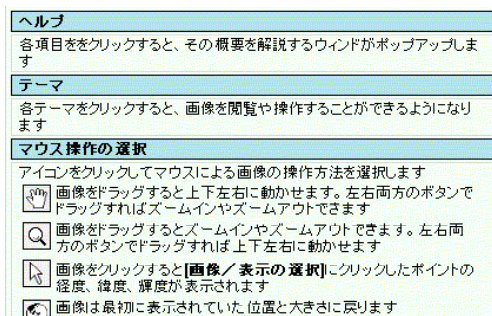 ヘルプ
各項目ををクリックすると、その概要を解説するウィンドがポップアップしま
す
テーマ
各テーマをクリックすると、画像を閲覧や操作することができるようになり
ます
マウス操作の選択
アイコンをクリックしてマウスによる画像の操作方法を選択します
画像をドラッグすると上下左右に動かせます。左右両方のボタンで
ドラッグすればズームインやズームアウトできます
画像をドラッグするとズームインやズームアウトできます。左右両
方のボタンでドラッグすれば上下左右に動かせます
画像をクリックすると[画像／表示の選択]にクリックしたポイントの
経度、緯度、輝度が表示されます
画像は最初に表示されていた位置と大きさに戻ります